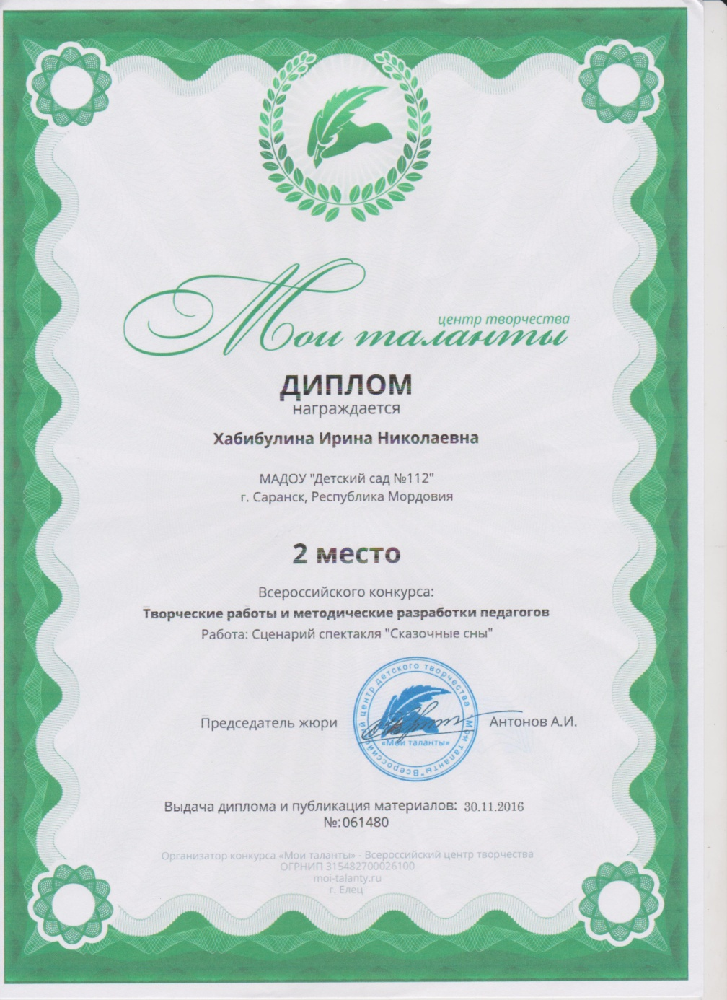 центр творчества
Мои таланты
ДИПЛОМ
награждается
Хабибулина Ирина Николаевна
МАДОУ "Детский сад №112"
г. Саранск, Республика Мордовия
2 место
Всероссийского конкурса:
Творческие работы и методические разработки педагогов
Работа: Сценарий спектакля "Сказочные сны"
Председатель жюри
Всероссийский центр детского творчества "Мои таланты"
«Мои таланты»
Антонов А.И.
Выдача диплома и публикация материалов: 30.11.2016
№:061480
Организатор конкурса «Мои таланты» - Всероссийский центр творчества
ОГРНИП 315482700026100
moi-talanty.ru
г. Елец